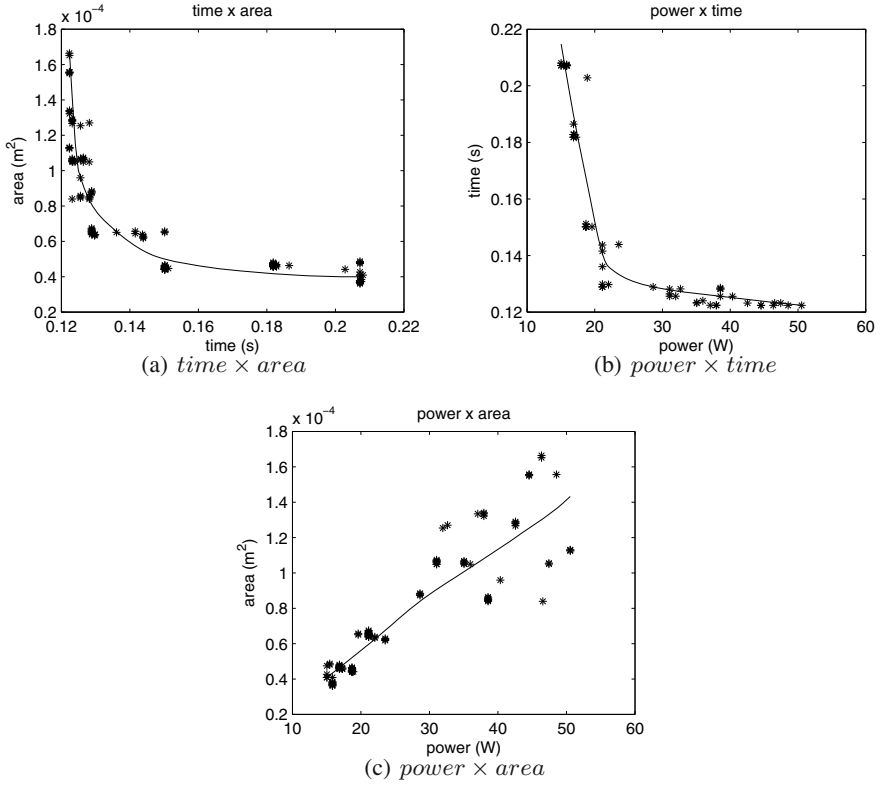 time x area
x 10⁻⁴
1.8
1.6
1.4
1.2
1
0.8
0.6
0.4
0.2
area (m²)
0.12 0.14 0.16 0.18 0.2 0.22
time (s)
(a) time × area
power x time
0.22
0.2
0.18
0.16
0.14
0.12
time (s)
10 20 30 40 50 60
power (W)
(b) power × time
power x area
x 10⁻⁴
1.8
1.6
1.4
1.2
1
0.8
0.6
0.4
0.2
area (m²)
10 20 30 40 50 60
power (W)
(c) power × area